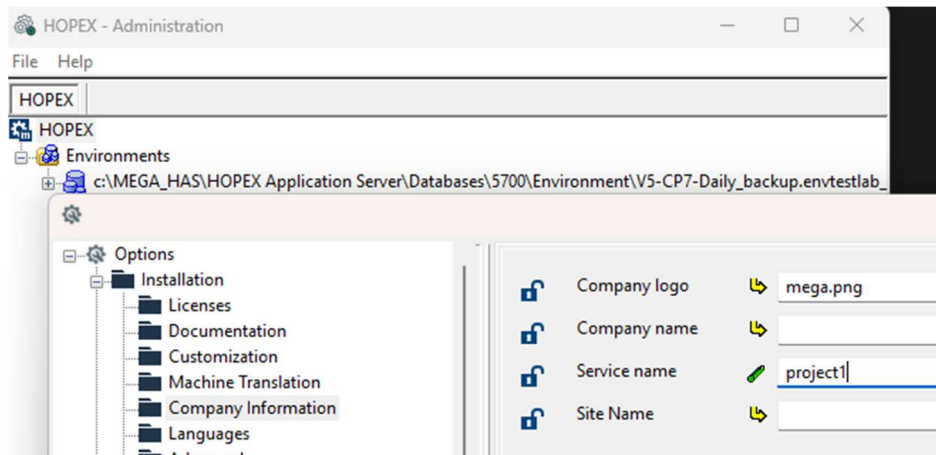 HOPEX - Administration
File Help
HOPEX
HOPEX
Environments
c:\MEGA_HAS\HOPEX Application Server\Databases\5700\Environment\V5-CP7-Daily_backup.envtestlab_
Options
Installation
Licenses
Documentation
Customization
Machine Translation
Company Information
Languages
Company logo mega.png
Company name
Service name project1
Site Name